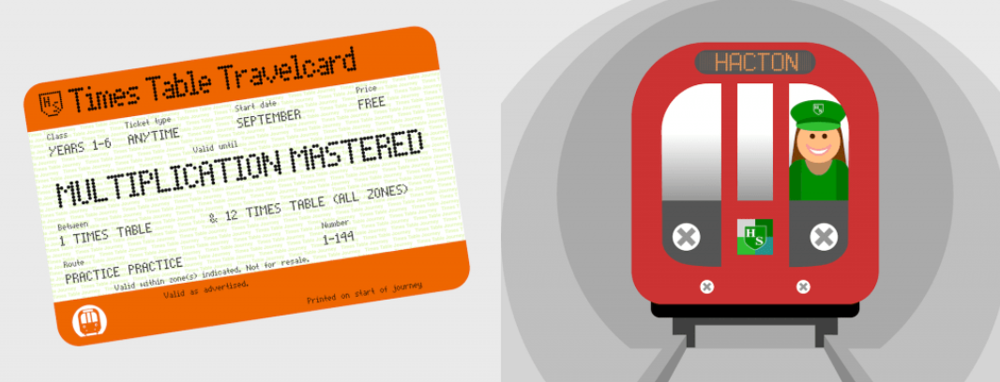 HS Times Table Travelcard
Class
YEARS 1-6
Ticket type
ANYTIME
Start date
SEPTEMBER
Price
FREE
Valid until
MULTIPLICATION MASTERED
Between
1 TIMES TABLE
& 12 TIMES TABLE (ALL ZONES)
Route
PRACTICE PRACTICE
Number
1-144
Valid within zone(s) indicated. Not for resale.
Valid as advertised.
Printed on start of journey
HACTON
HS